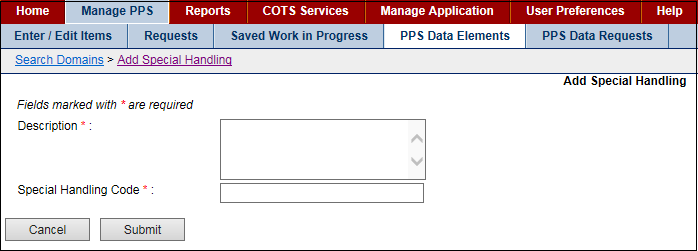 Home Manage PPS Reports COTS Services Manage Application User Preferences Help
Enter / Edit Items Requests Saved Work in Progress PPS Data Elements PPS Data Requests
Search Domains > Add Special Handling
Add Special Handling
Fields marked with * are required
Description * :
Special Handling Code * :
Cancel Submit